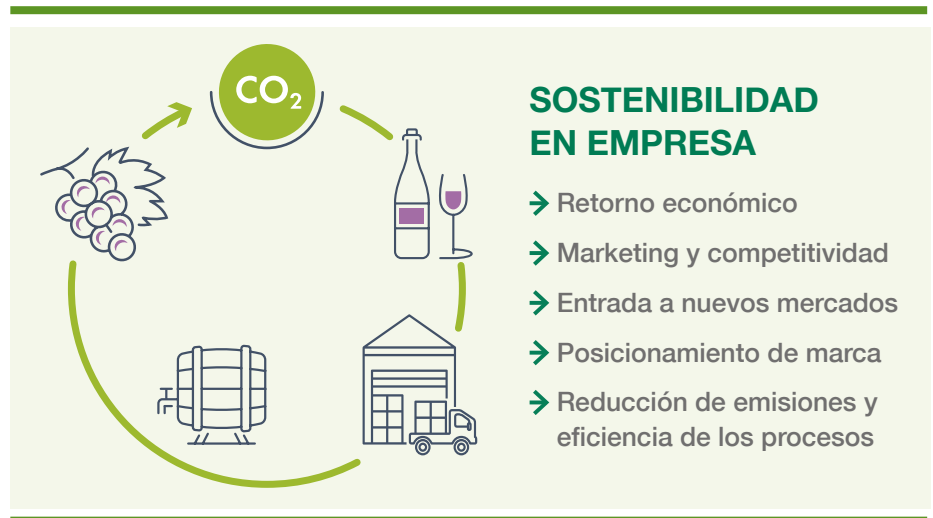 CO₂
SOSTENIBILIDAD
EN EMPRESA
Retorno económico
Marketing y competitividad
Entrada a nuevos mercados
Posicionamiento de marca
Reducción de emisiones y
eficiencia de los procesos